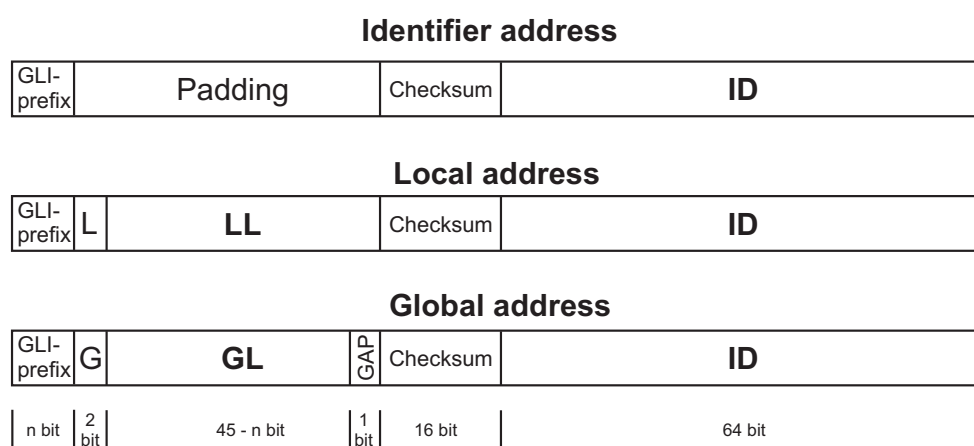 Identifier address
GLI-
prefix Padding Checksum ID
Local address
GLI-
prefix L LL Checksum ID
Global address
GLI-
prefix G GL GAP Checksum ID
n bit 2 bit 45 - n bit 1 bit 16 bit 64 bit